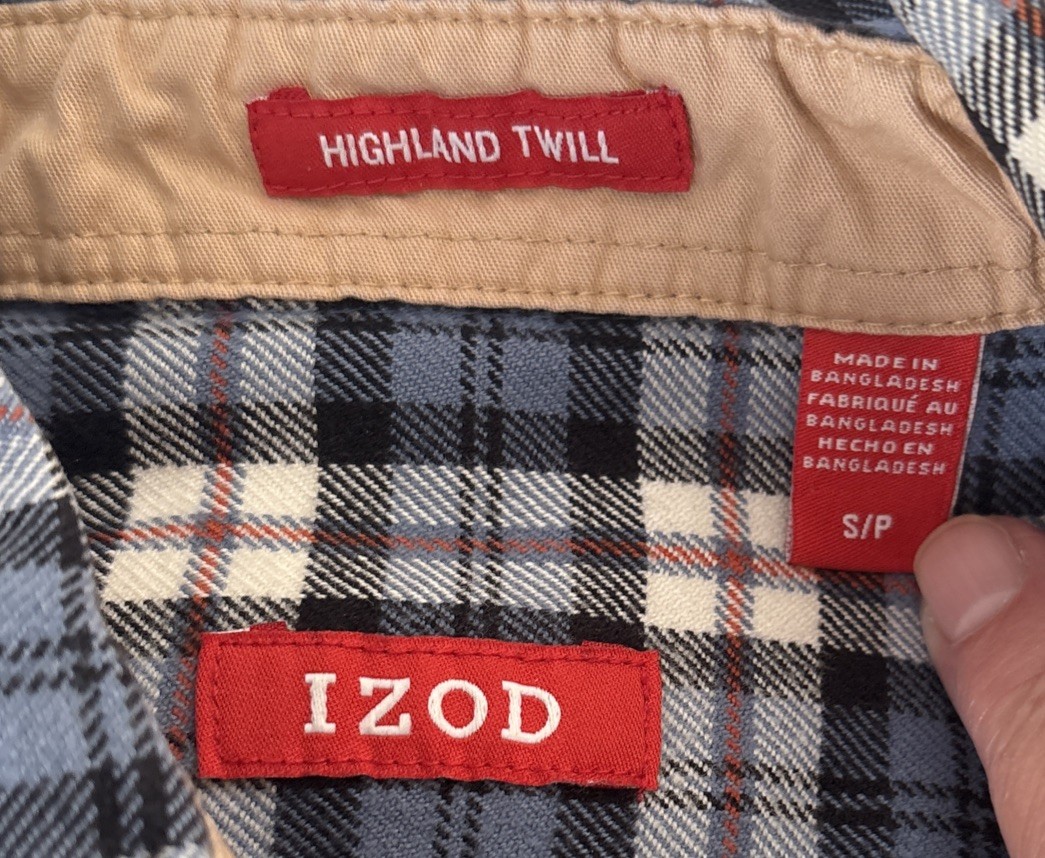 HIGHLAND TWILL
MADE IN
BANGLADESH
FABRIQUÉ AU
BANGLADESH
HECHO EN
BANGLADESH
S/P
IZOD